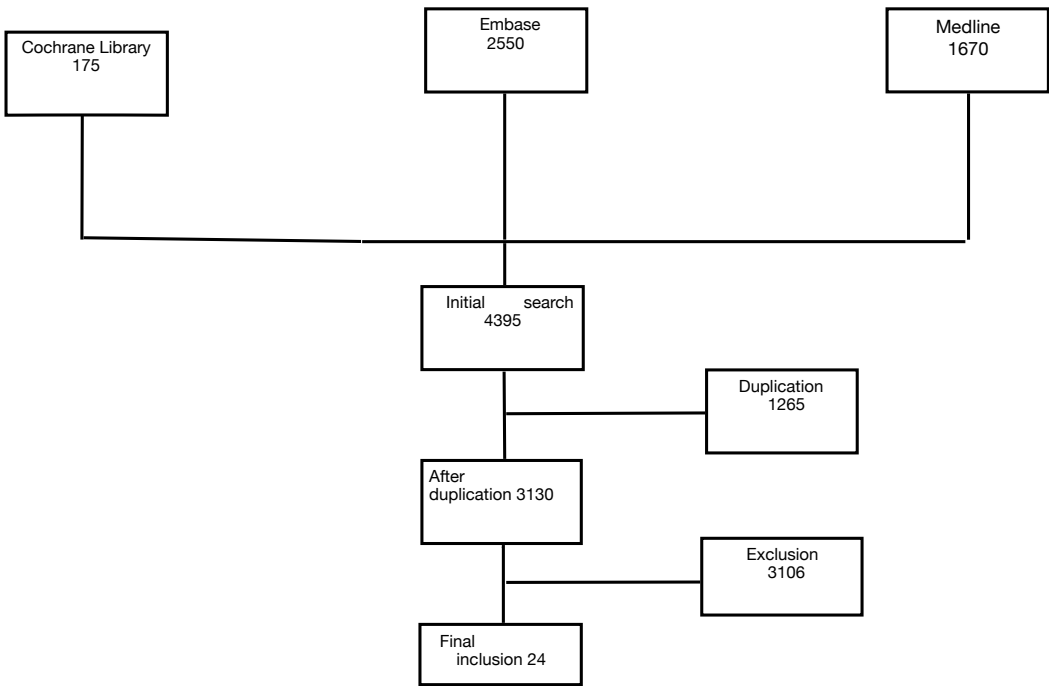 Cochrane Library
175
Embase
2550
Medline
1670
Initial search
4395
Duplication
1265
After
duplication 3130
Exclusion
3106
Final
inclusion 24